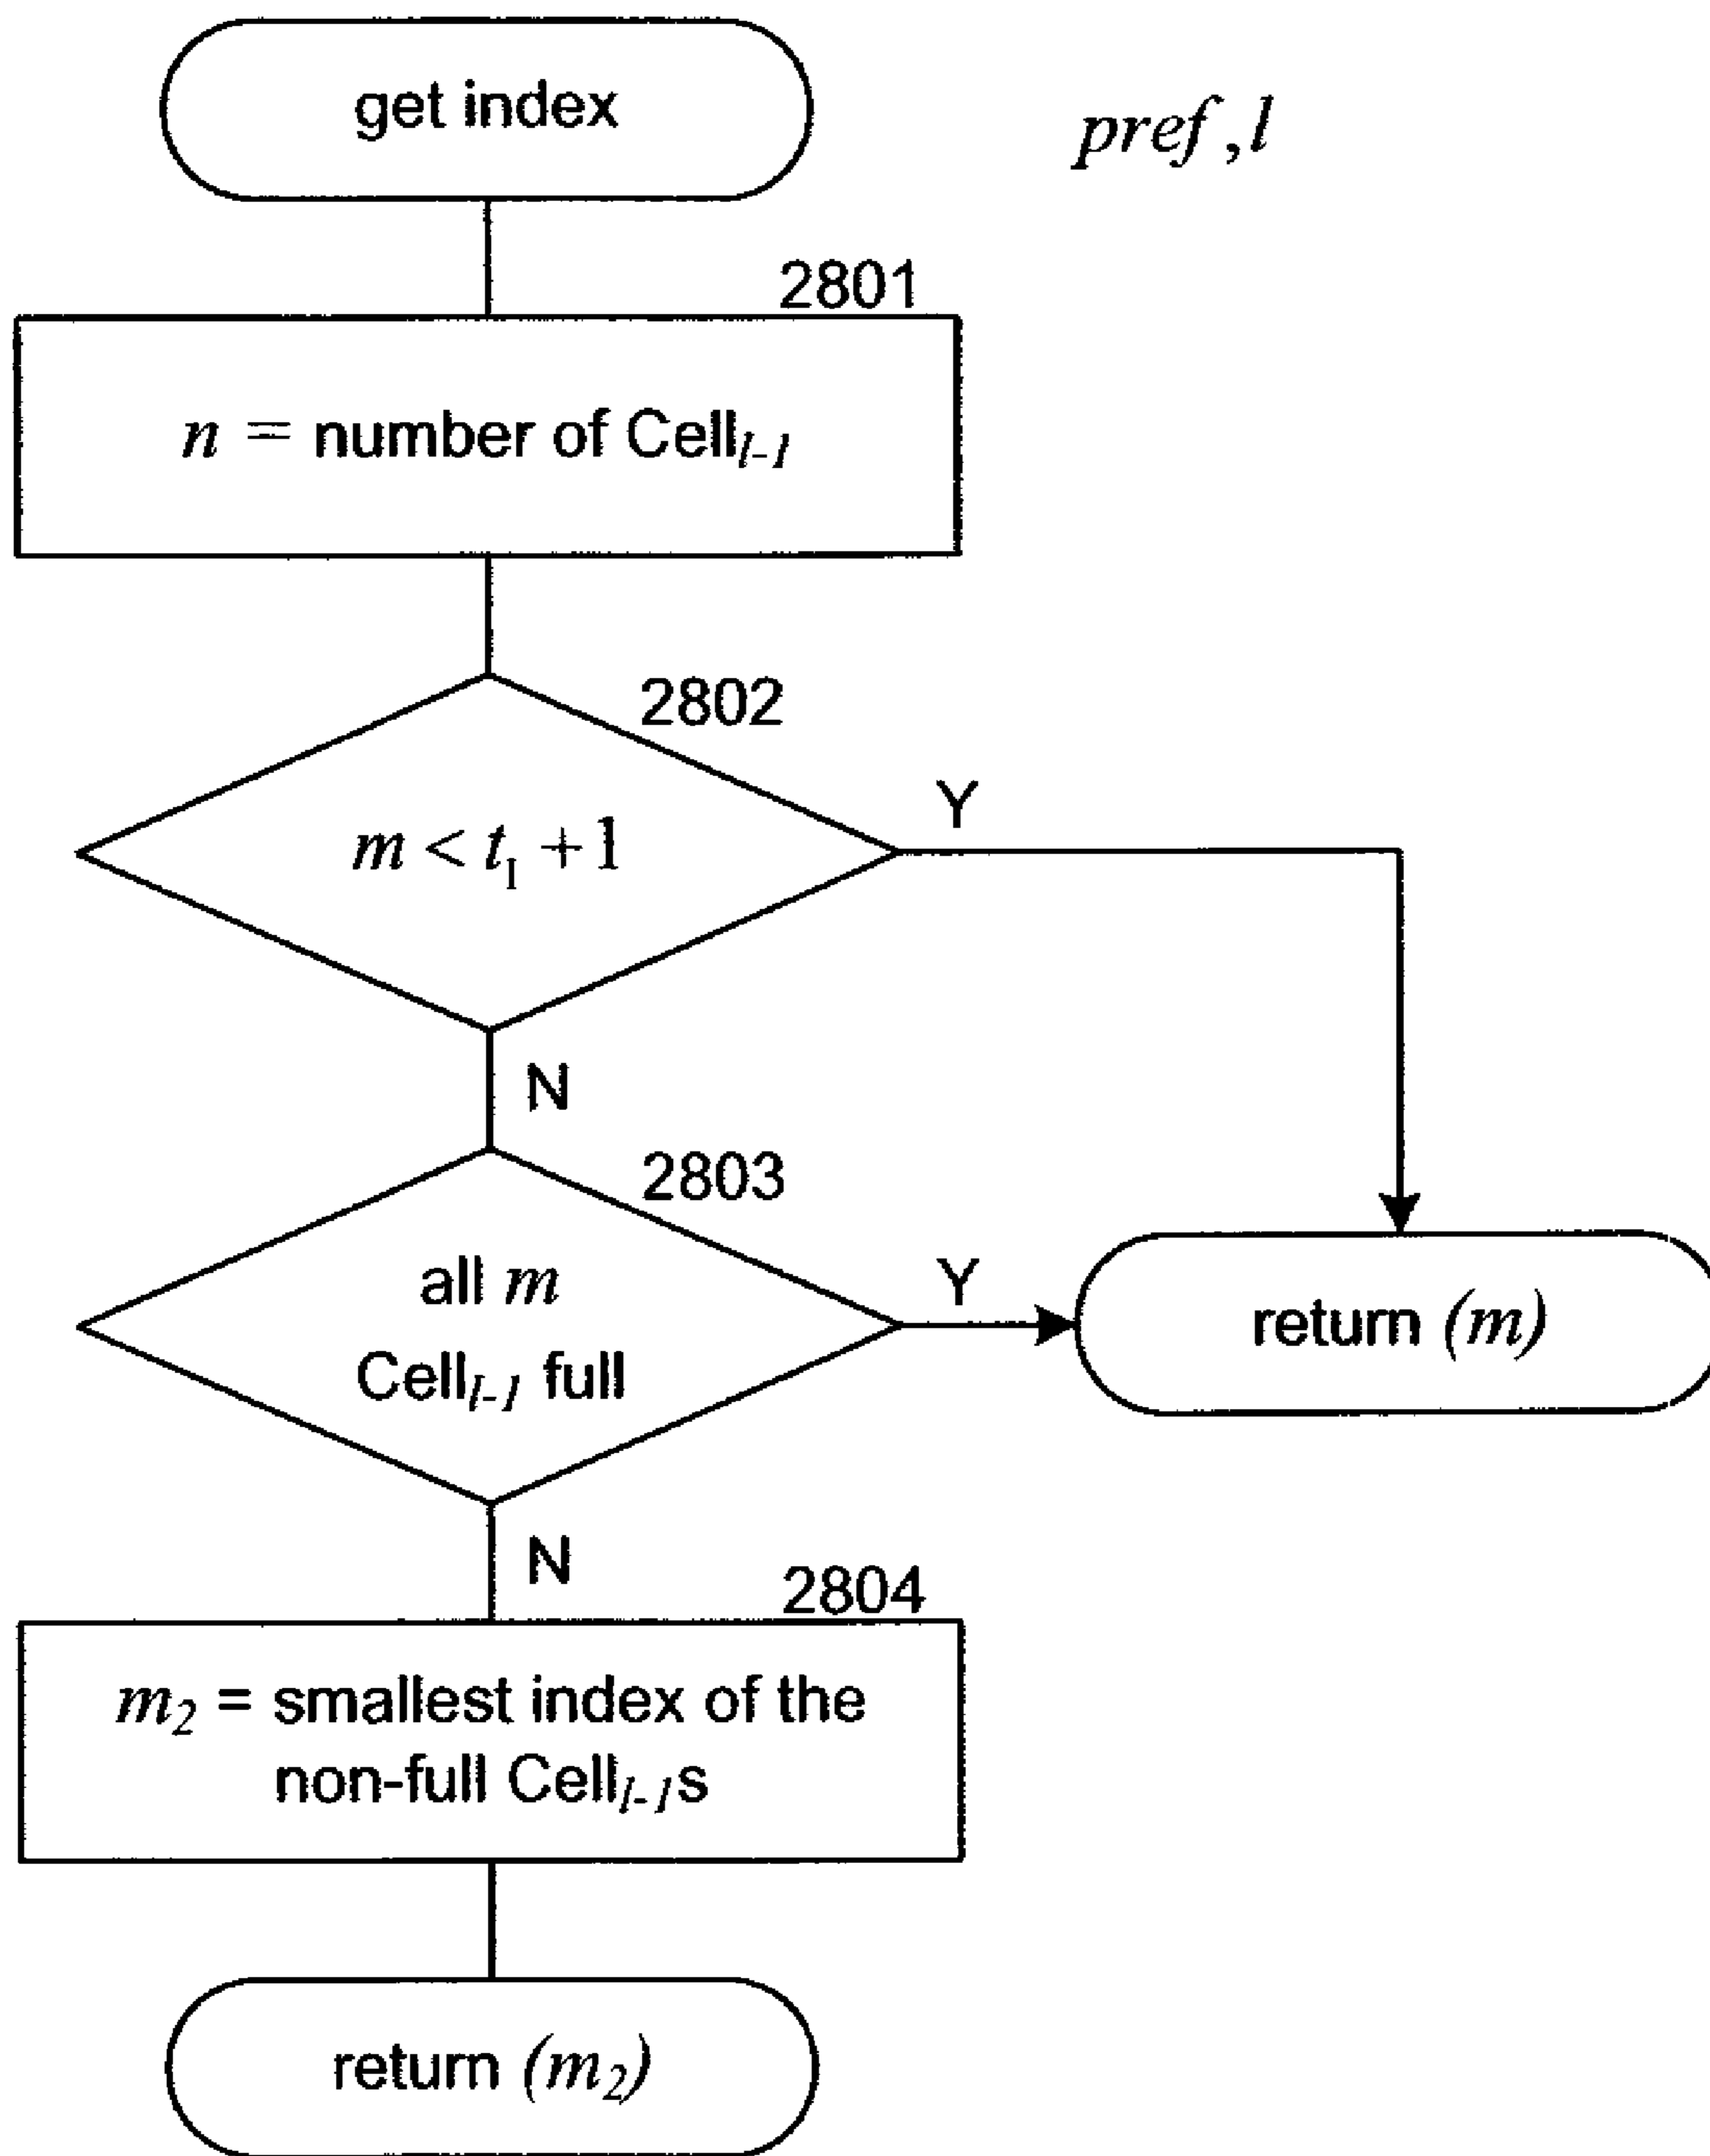 get index
pref, l
2801
n = number of Cell_{l-1}
2802
m < t_1 + 1
Y
N
2803
all m
Cell_{l-1} full
Y
return (m)
N
2804
m_2 = smallest index of the
non-full Cell_{l-1}s
return (m_2)